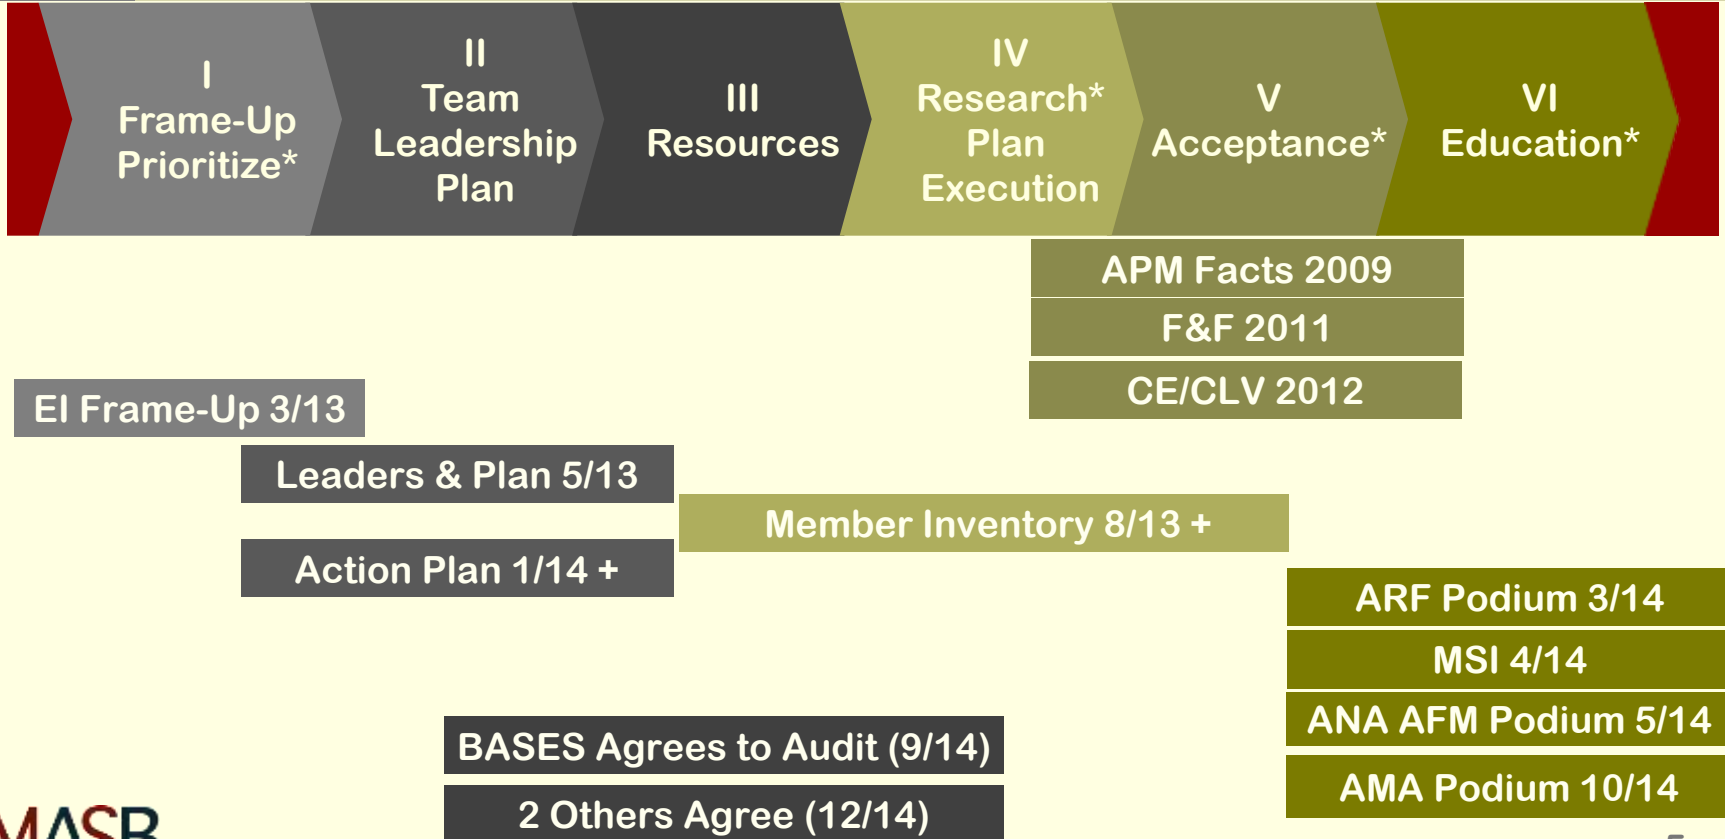 I
Frame-Up
Prioritize*
II
Team
Leadership
Plan
III
Resources
IV
Research*
Plan
Execution
V
Acceptance*
VI
Education*
APM Facts 2009
F&F 2011
CE/CLV 2012
EI Frame-Up 3/13
Leaders & Plan 5/13
Member Inventory 8/13 +
Action Plan 1/14 +
ARF Podium 3/14
MSI 4/14
ANA AFM Podium 5/14
BASES Agrees to Audit (9/14)
AMA Podium 10/14
2 Others Agree (12/14)
MASB